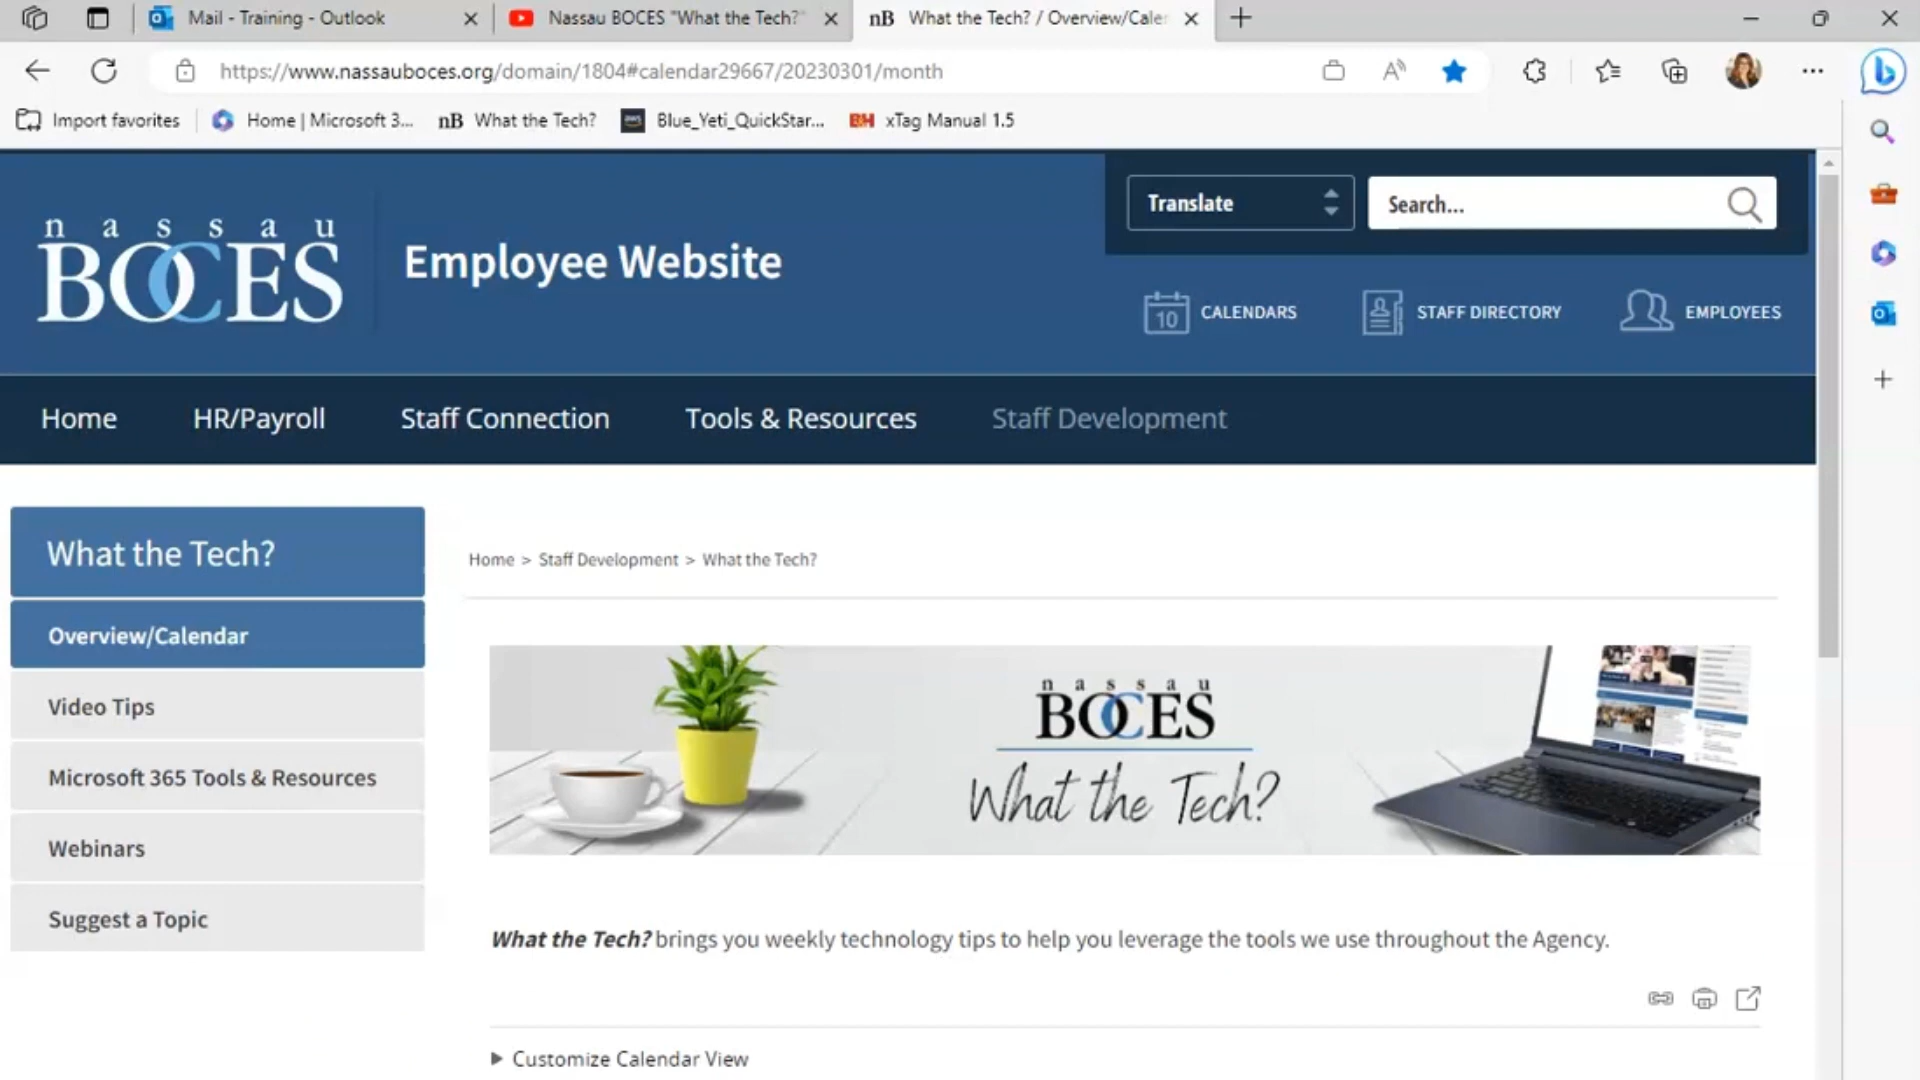 Mail - Training - Outlook
Nassau BOCES "What the Tech?"
nB What the Tech? / Overview/Cale
https://www.nassauboces.org/domain/1804#calendar29667/20230301/month
Import favorites
Home | Microsoft 3...
nB What the Tech?
Blue_Yeti_QuickStar...
BH xTag Manual 1.5
nassau
BOCES
Employee Website
Translate
Search...
10
CALENDARS
STAFF DIRECTORY
EMPLOYEES
Home
HR/Payroll
Staff Connection
Tools & Resources
Staff Development
What the Tech?
Overview/Calendar
Video Tips
Microsoft 365 Tools & Resources
Webinars
Suggest a Topic
Home > Staff Development > What the Tech?
nassau
BOCES
What the Tech?
What the Tech? brings you weekly technology tips to help you leverage the tools we use throughout the Agency.
Customize Calendar View